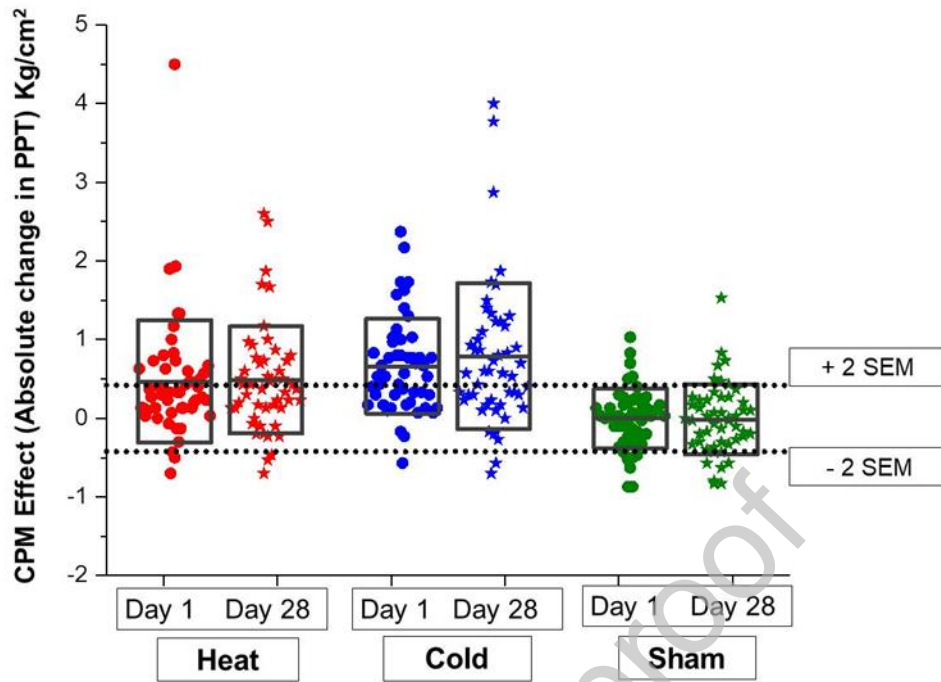 CPM Effect (Absolute change in PPT) Kg/cm²
5
4
3
2
1
0
-1
-2
+ 2 SEM
- 2 SEM
Day 1 Day 28 Day 1 Day 28 Day 1 Day 28
Heat Cold Sham
proof